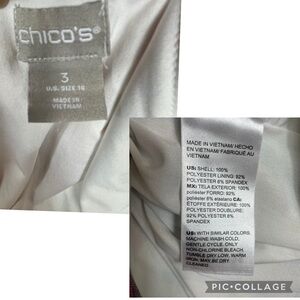 chico's®
3
U.S. SIZE 16
MADE IN
VIETNAM
MADE IN VIETNAM/ HECHO
EN VIETNAM/ FABRIQUÉ AU
VIETNAM
US: SHELL: 100%
POLYESTER LINING: 92%
POLYESTER 8% SPANDEX
MX: TELA EXTERIOR: 100%
poliéster FORRO: 92%
poliéster 8% elastano CA:
ÉTOFFE EXTÉRIEURE: 100%
POLYESTER DOUBLURE:
92% POLYESTER 8%
SPANDEX
US: WITH SIMILAR COLORS.
MACHINE WASH COLD,
GENTLE CYCLE. ONLY
NON-CHLORINE BLEACH.
TUMBLE DRY LOW. WARM
IRON. MAY BE DRY
CLEANED.
PIC•COLLAGE